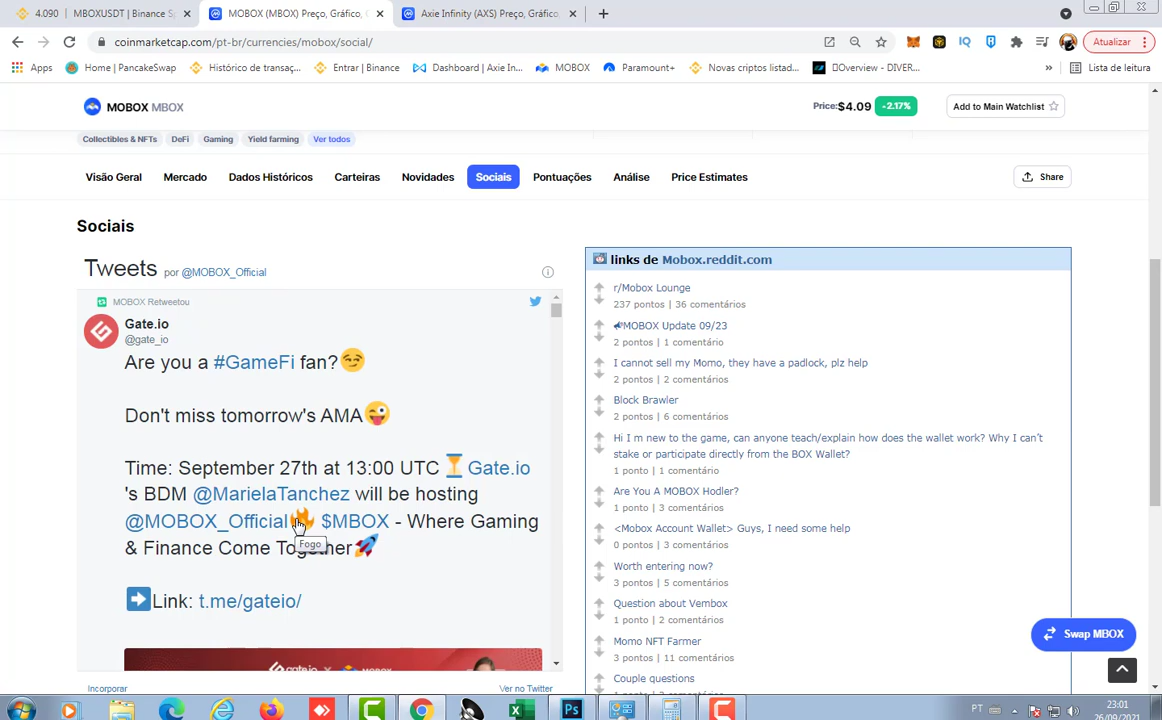 4.090 | MBOXUSDT | Binance Sp
MOBOX (MBOX) Preço, Gráfico, C
Axie Infinity (AXS) Preço, Gráfico,
coinmarketcap.com/pt-br/currencies/mobox/social/
Atualizar
Apps
Home | PancakeSwap
Histórico de transaç...
Entrar | Binance
Dashboard | Axie In...
MOBOX
Paramount+
Novas criptos listad...
Overview - DIVER...
»
Lista de leitura
MOBOX MBOX
Price:$4.09 -2.17%
Add to Main Watchlist
Collectibles & NFTs
DeFi
Gaming
Yield farming
Ver todos
Visão Geral
Mercado
Dados Históricos
Carteiras
Novidades
Sociais
Pontuações
Análise
Price Estimates
Share
Sociais
Tweets por @MOBOX_Official
MOBOX Retweetou
Gate.io
@gate_io
Are you a #GameFi fan?😏
Don't miss tomorrow's AMA😜
Time: September 27th at 13:00 UTC ⏳Gate.io
's BDM @MarielaTanchez will be hosting
@MOBOX_Official🔥 $MBOX - Where Gaming
& Finance Come Together🚀
Fogo
➡Link: t.me/gateio/
gate.io x MOBOX
Incorporar
Ver no Twitter
links de Mobox.reddit.com
r/Mobox Lounge
237 pontos | 36 comentários
📢MOBOX Update 09/23
2 pontos | 1 comentário
I cannot sell my Momo, they have a padlock, plz help
2 pontos | 2 comentários
Block Brawler
2 pontos | 6 comentários
Hi I m new to the game, can anyone teach/explain how does the wallet work? Why I can't
stake or participate directly from the BOX Wallet?
1 ponto | 1 comentário
Are You A MOBOX Hodler?
1 ponto | 3 comentários
<Mobox Account Wallet> Guys, I need some help
0 pontos | 3 comentários
Worth entering now?
3 pontos | 5 comentários
Question about Vembox
1 ponto | 2 comentários
Momo NFT Farmer
3 pontos | 11 comentários
Couple questions
Swap MBOX
PT
23:01
26/09/2021